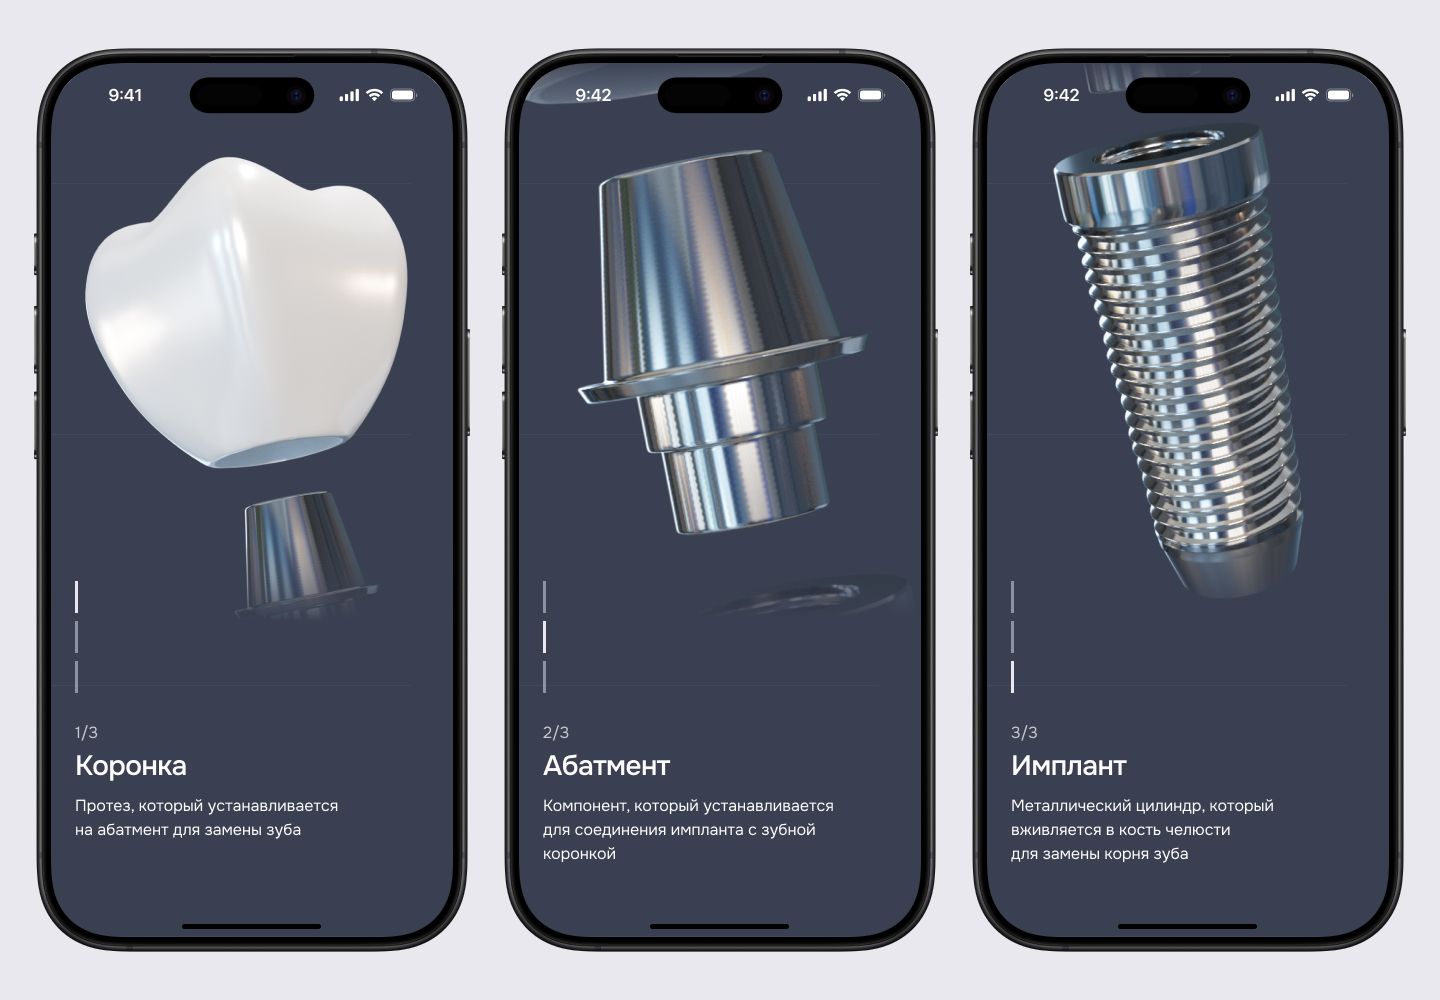 9:41
1/3
Коронка
Протез, который устанавливается
на абатмент для замены зуба
9:42
2/3
Абатмент
Компонент, который устанавливается
для соединения импланта с зубной
коронкой
9:42
3/3
Имплант
Металлический цилиндр, который
вживляется в кость челюсти
для замены корня зуба